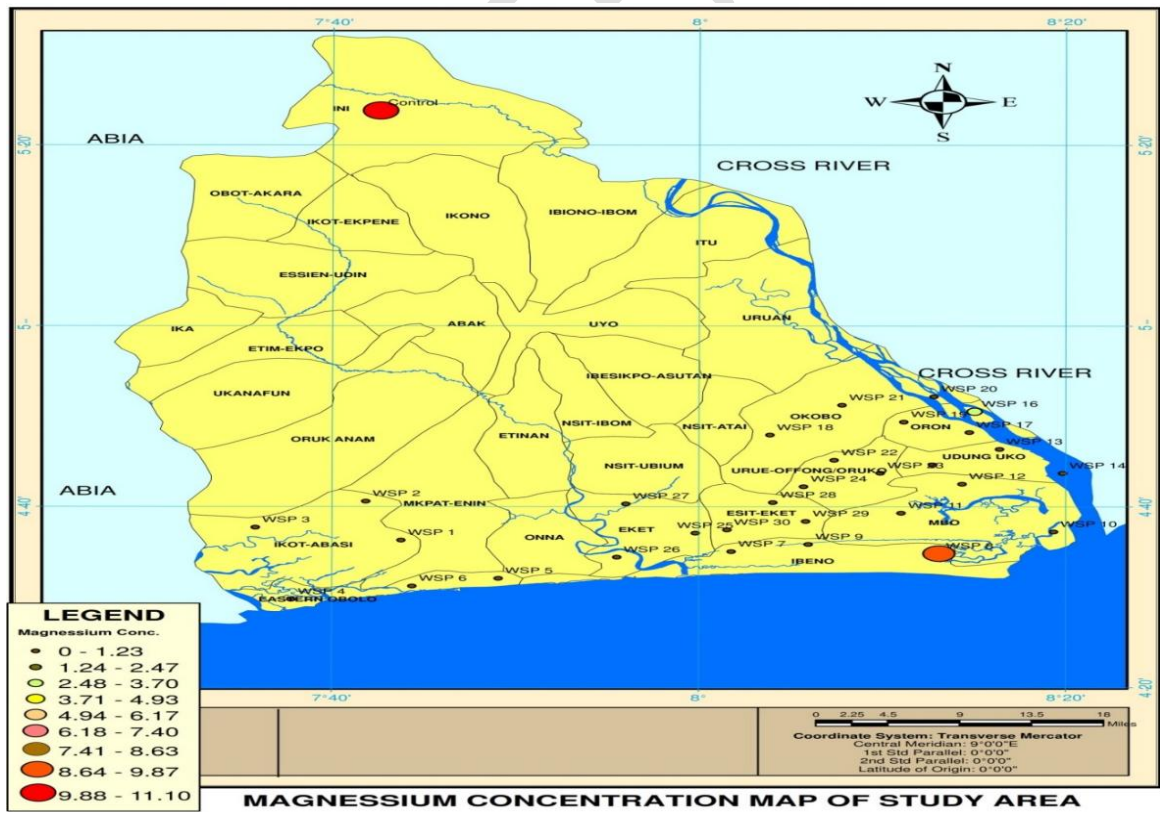 7°40'
8°
8°20'
N
W E
S
INI
Control
ABIA
5°20'
5°20'
CROSS RIVER
OBOT-AKARA
IKOT-EKPENE
IKONO
IBIONO-IBOM
ITU
ESSIEN-UDIN
URUAN
IKA
ABAK
UYO
5°
5°
ETIM-EKPO
CROSS RIVER
IBESIKPO-ASUTAN
UKANAFUN
WSP 20
WSP 21
WSP 16
OKOBO
WSP 19
NSIT-IBOM
NSIT-ATAI
WSP 18
ORON
WSP 17
ORUK ANAM
ETINAN
WSP 13
UDUNG UKO
WSP 22
NSIT-UBIUM
URUE-OFFONG/ORUKO
WSP 23
WSP 14
WSP 24
WSP 12
ABIA
WSP 2
MKPAT-ENIN
WSP 27
WSP 28
4°40'
4°40'
WSP 11
ESIT-EKET
WSP 29
MBO
WSP 3
EKET
WSP 25
WSP 30
WSP 10
WSP 1
ONNA
IKOT-ABASI
WSP 7
WSP 9
WSP 8
WSP 26
IBENO
WSP 6
WSP 5
WSP 4
EASTERN OBOLO
LEGEND
Magnessium Conc.
0 - 1.23
1.24 - 2.47
2.48 - 3.70
3.71 - 4.93
4.94 - 6.17
6.18 - 7.40
7.41 - 8.63
8.64 - 9.87
9.88 - 11.10
4°20'
7°40'
8°
8°20'
0 2.25 4.5 9 13.5 18
Miles
Coordinate System: Transverse Mercator
Central Meridian: 9°0'0"E
1st Std Parallel: 0°0'0"
2nd Std Parallel: 0°0'0"
Latitude of Origin: 0°0'0"
MAGNESSIUM CONCENTRATION MAP OF STUDY AREA